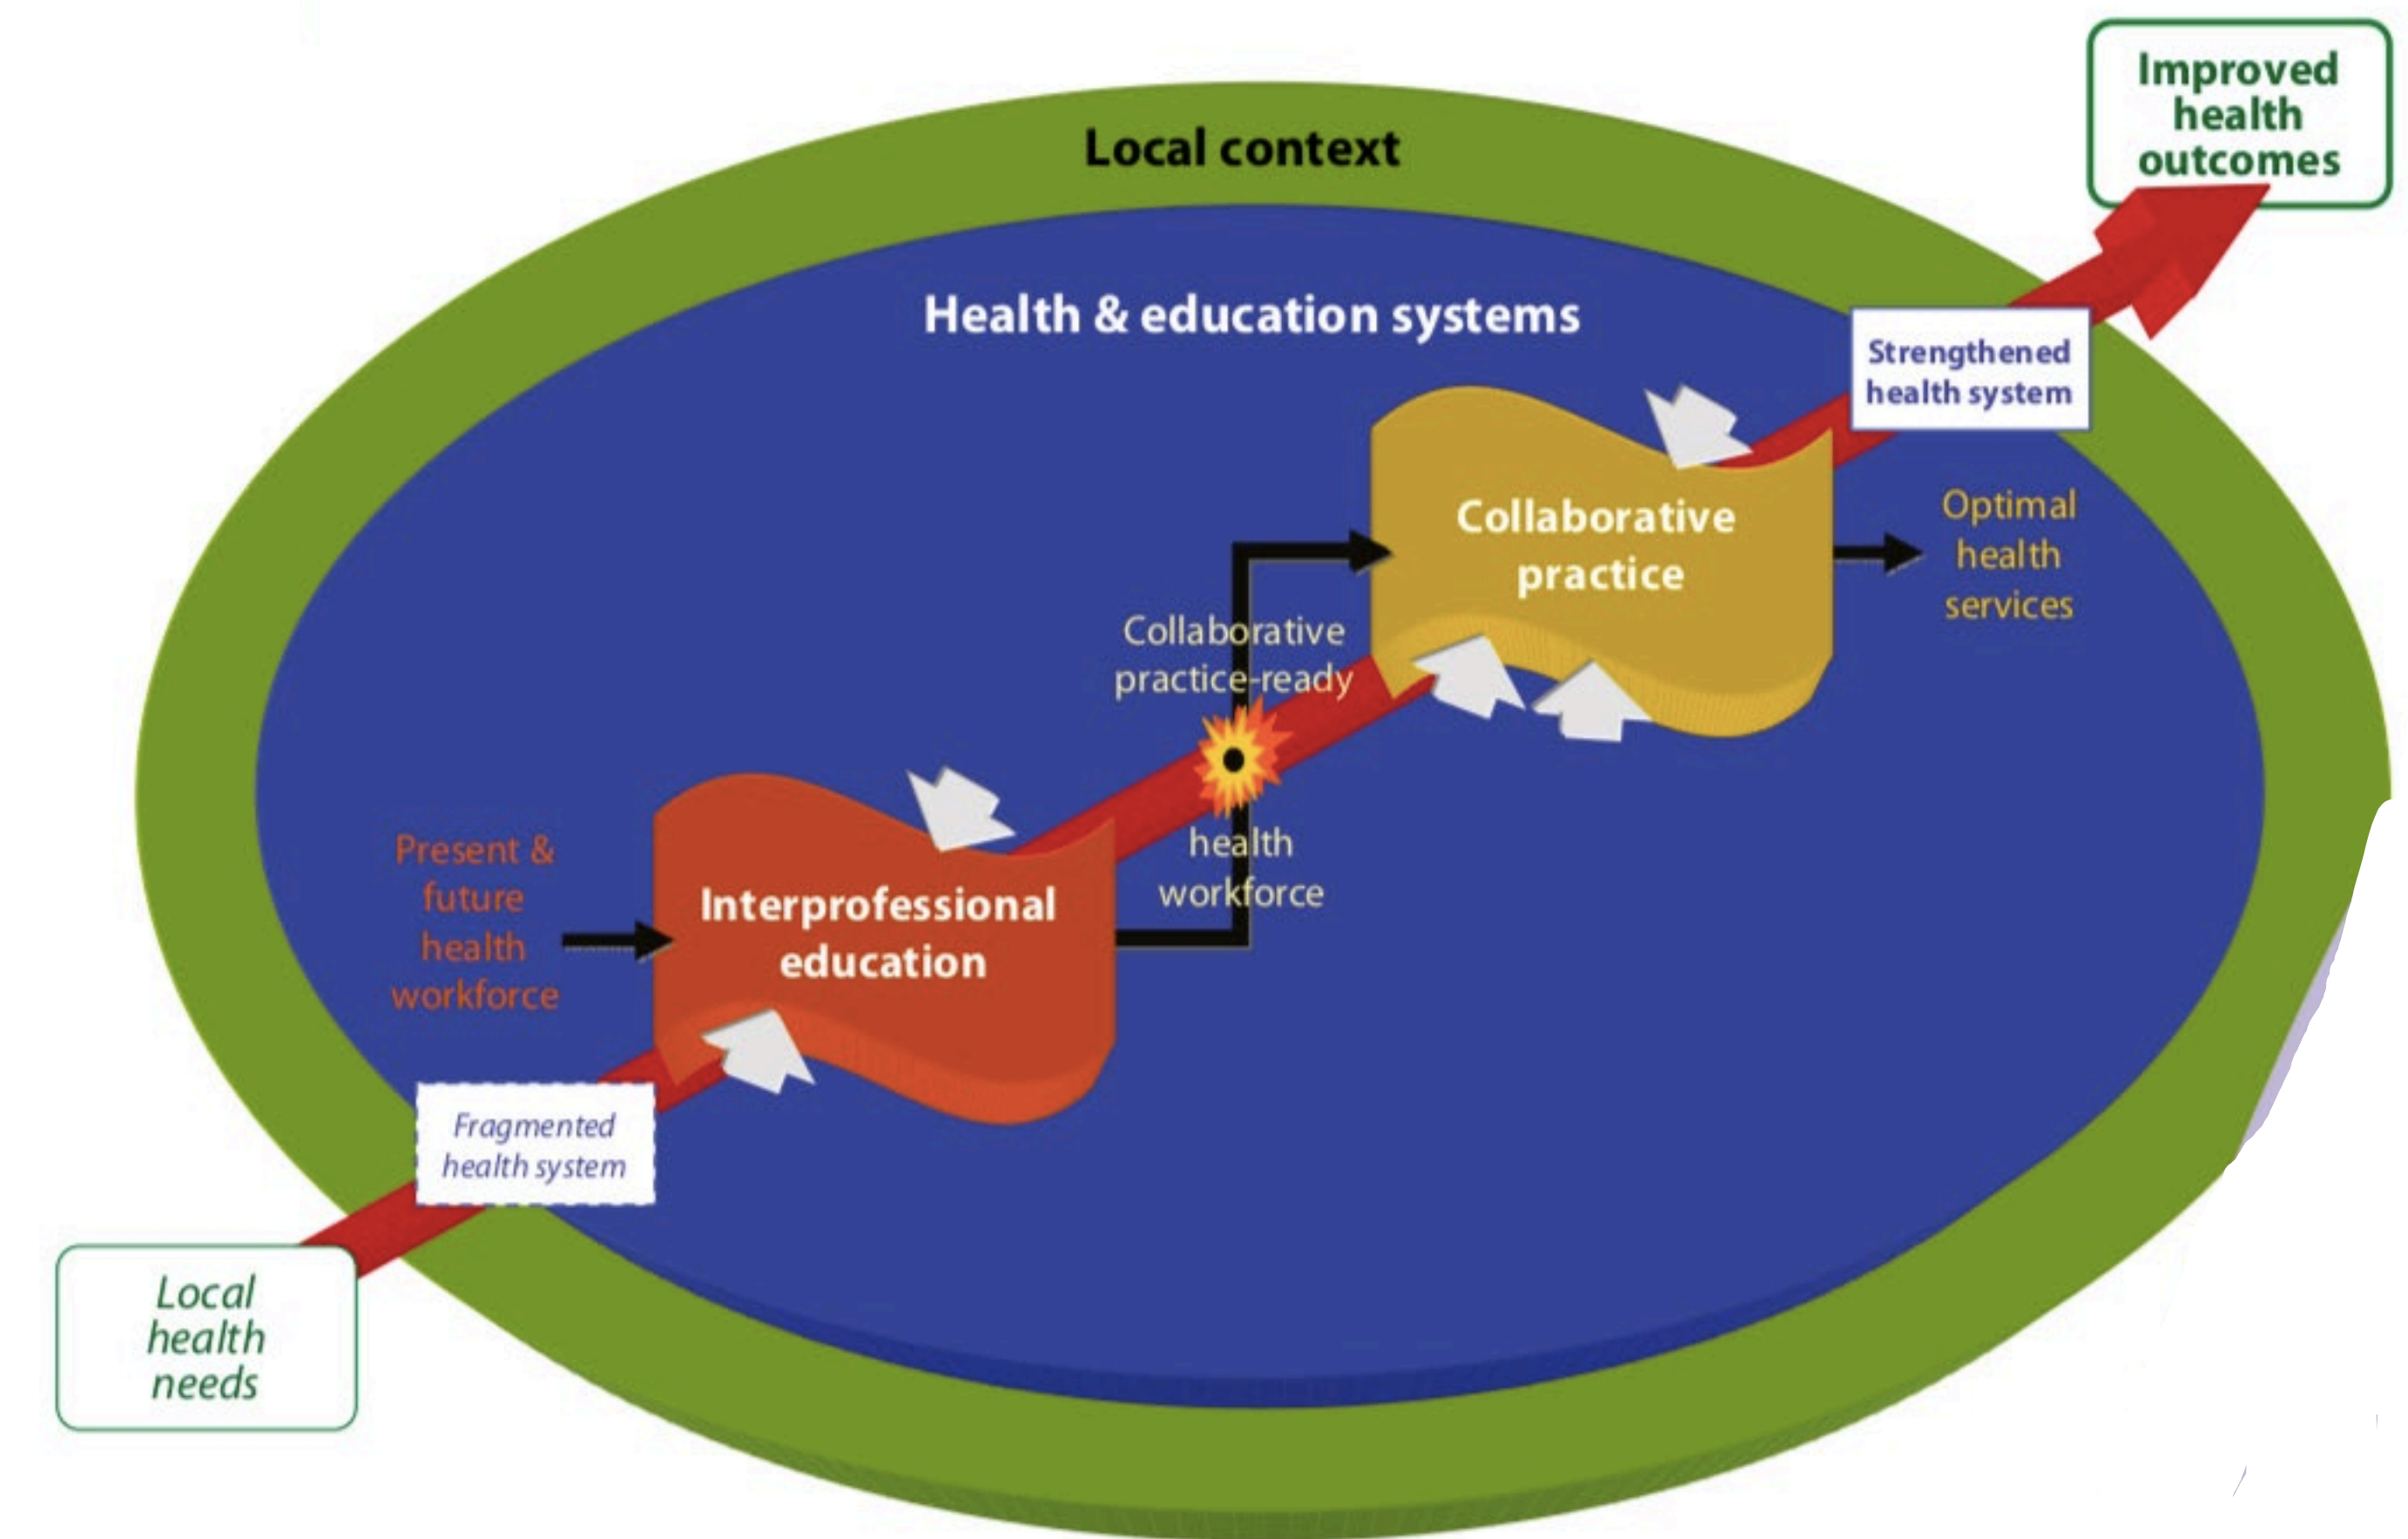 Improved
health
outcomes
Local context
Health & education systems
Strengthened
health system
Collaborative
practice
Optimal
health
services
Collaborative
practice-ready
health
workforce
Present &
future
health
workforce
Interprofessional
education
Fragmented
health system
Local
health
needs